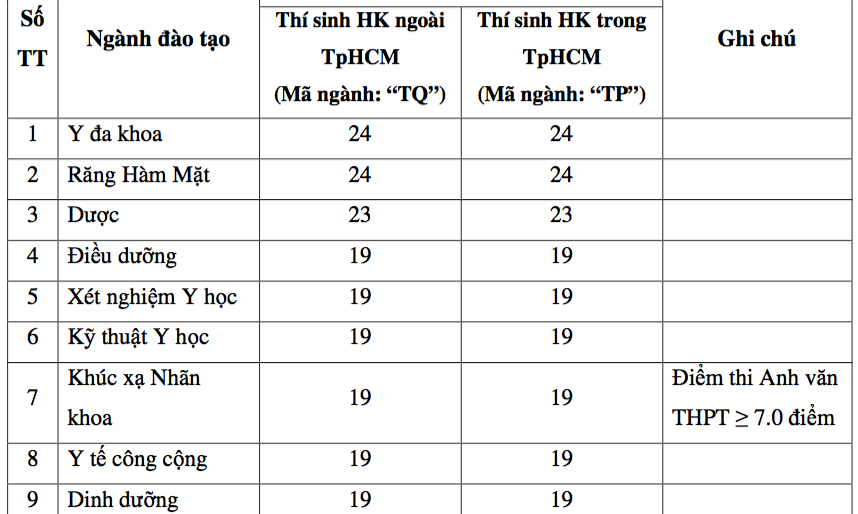 Số TT	Ngành đào tạo	Thí sinh HK ngoài TpHCM (Mã ngành: “TQ”)	Thí sinh HK trong TpHCM (Mã ngành: “TP”)	Ghi chú
1	Y đa khoa	24	24
2	Răng Hàm Mặt	24	24
3	Dược	23	23
4	Điều dưỡng	19	19
5	Xét nghiệm Y học	19	19
6	Kỹ thuật Y học	19	19
7	Khúc xạ Nhãn khoa	19	19	Điểm thi Anh văn THPT ≥ 7.0 điểm
8	Y tế công cộng	19	19
9	Dinh dưỡng	19	19